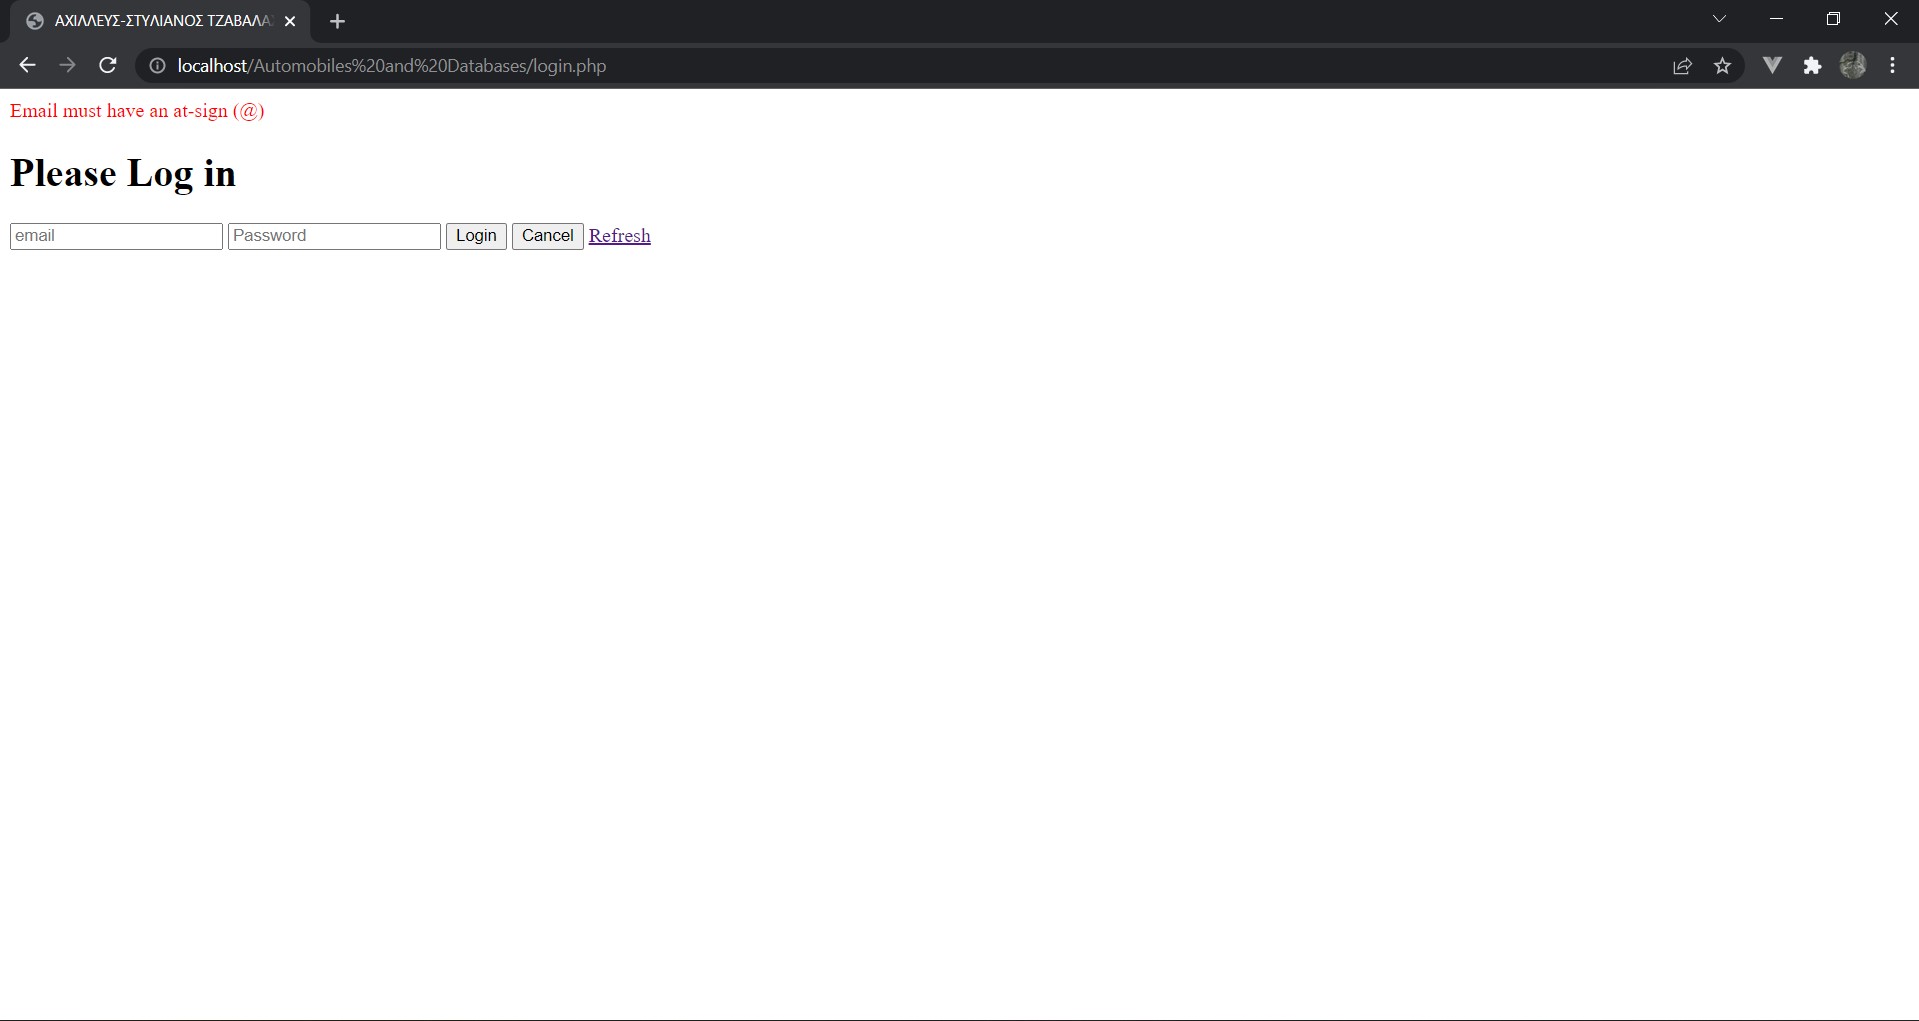 ΑΧΙΛΛΕΥΣ-ΣΤΥΛΙΑΝΟΣ ΤΖΑΒΑΛΑΣ
localhost/Automobiles%20and%20Databases/login.php
Email must have an at-sign (@)
Please Log in
email Password Login Cancel Refresh